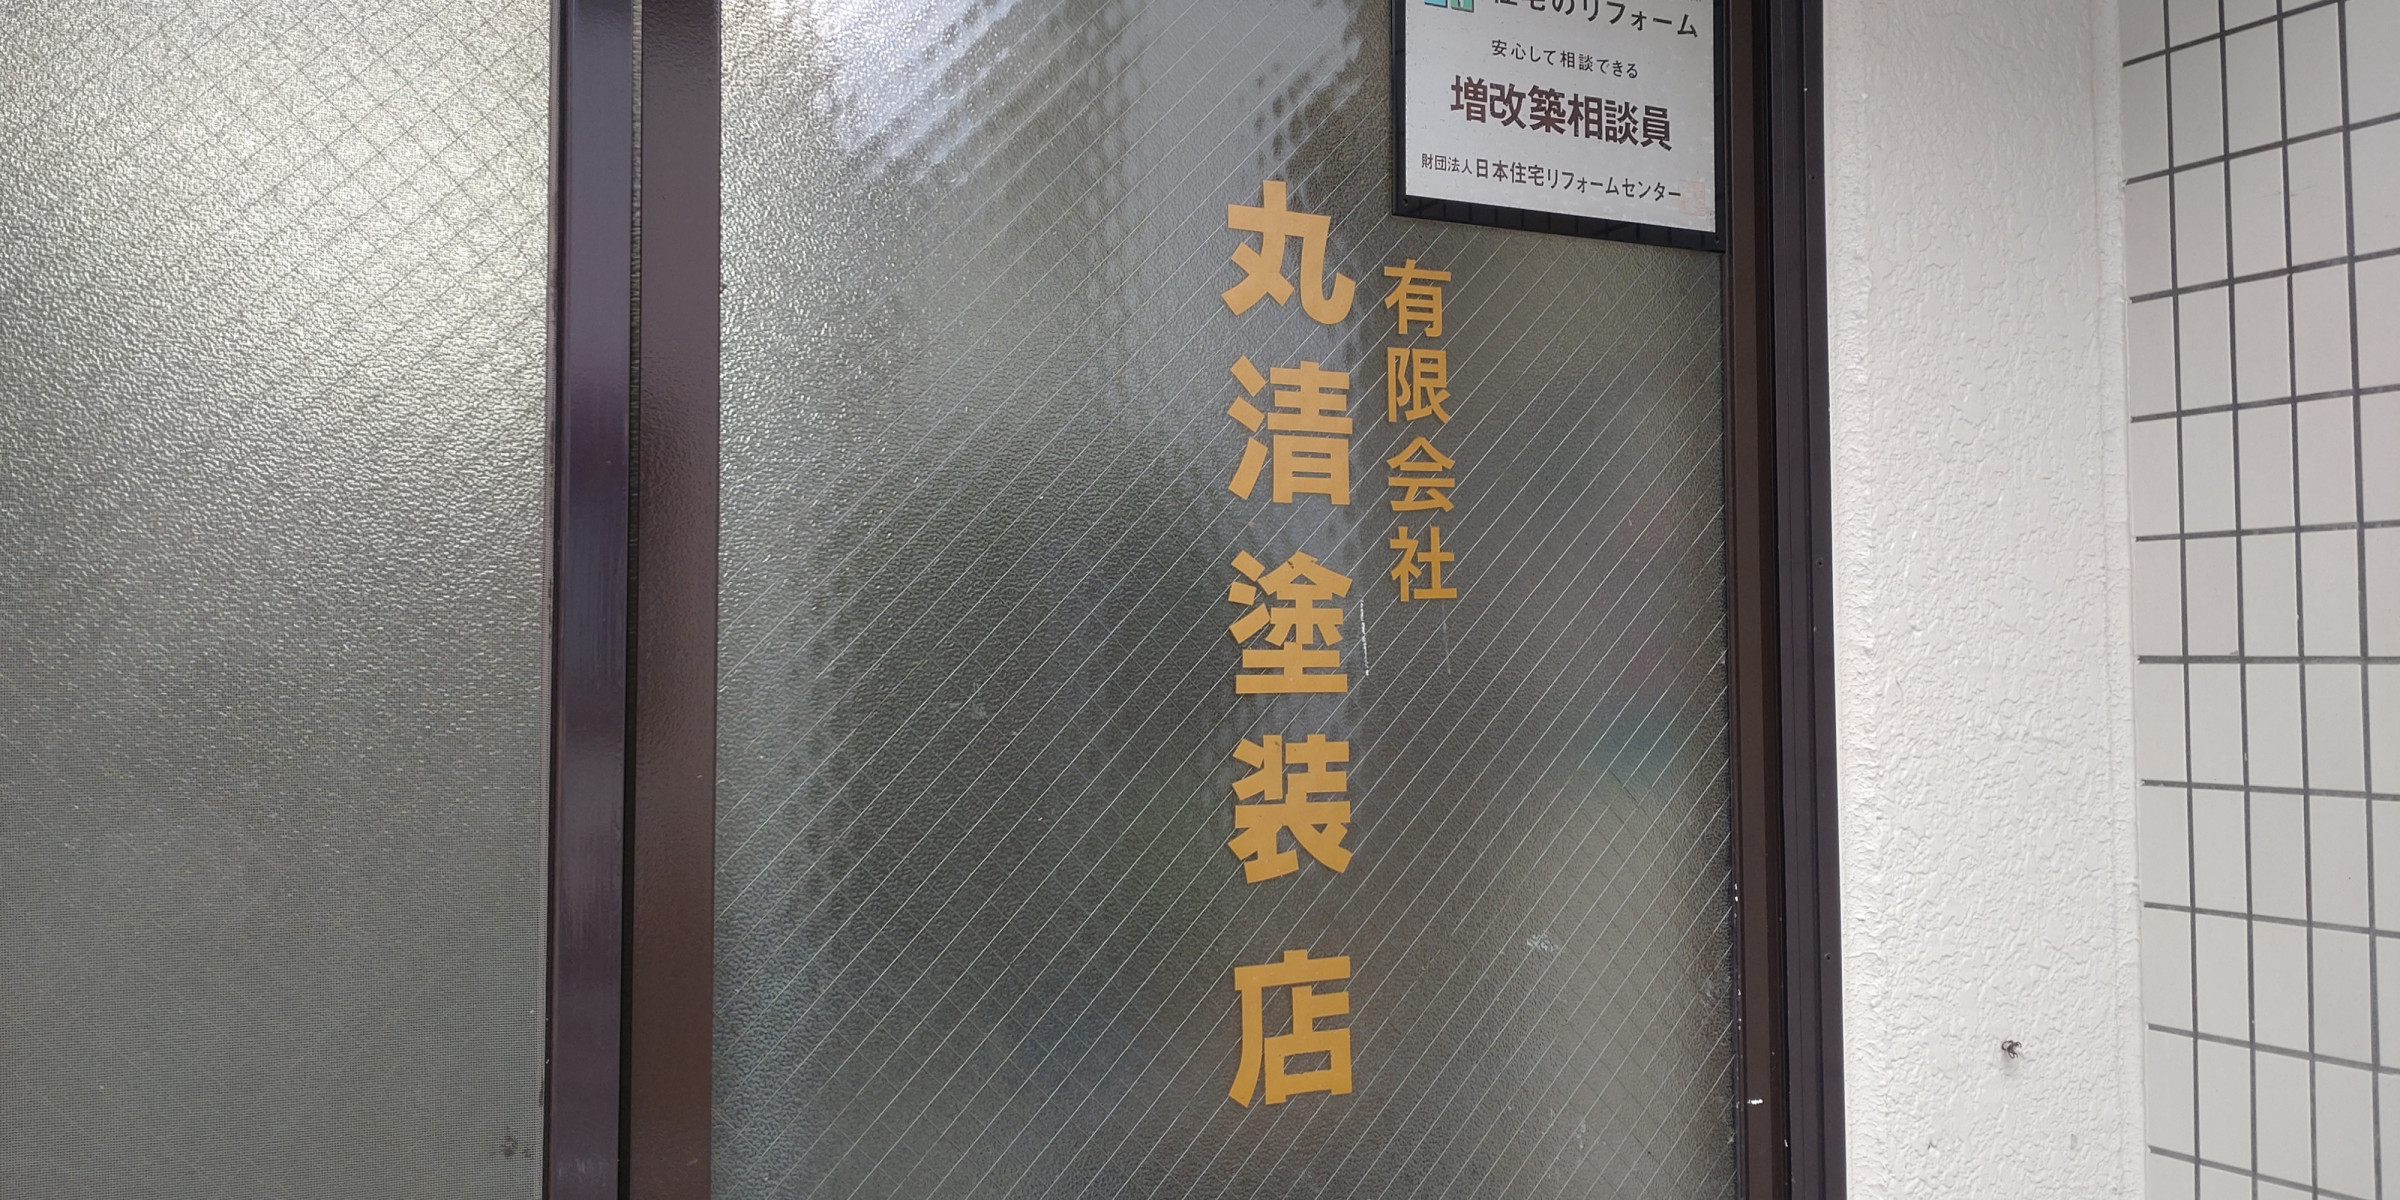 住宅のリフォーム
安心して相談できる
増改築相談員
財団法人日本住宅リフォームセンター
有限会社
丸清塗装店